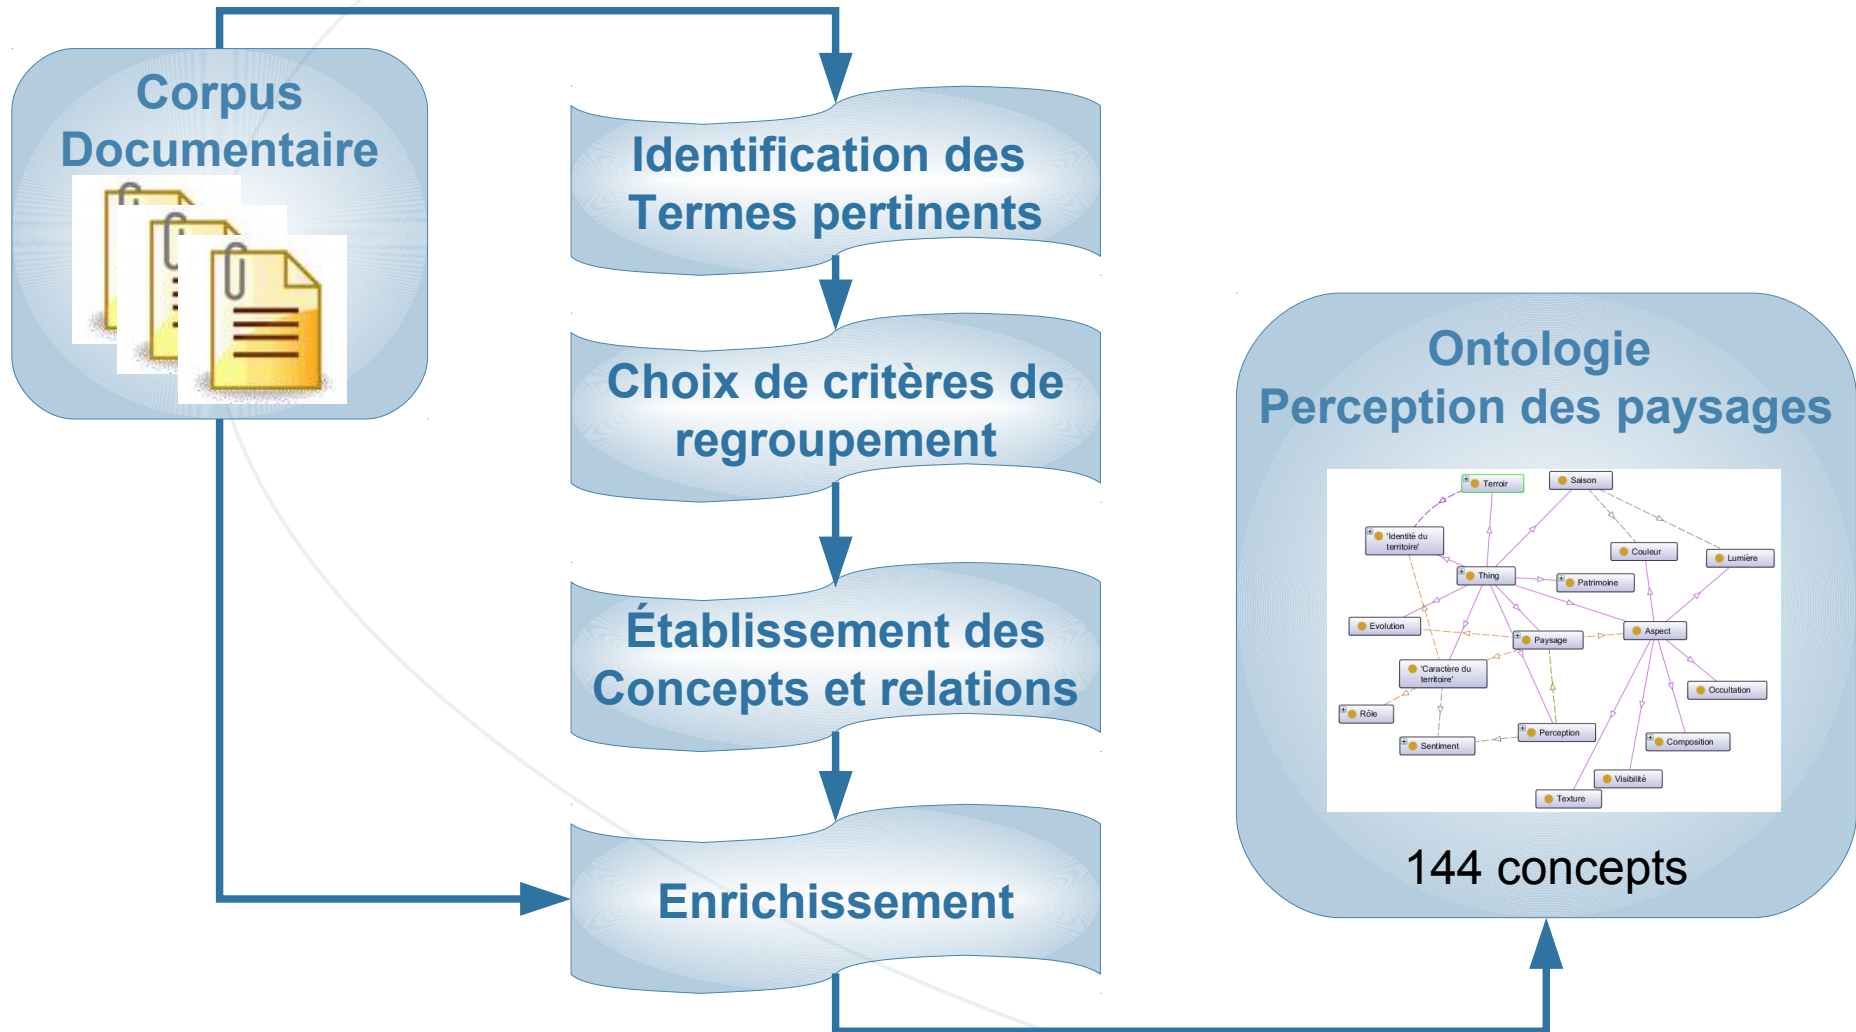 Corpus
Documentaire
Identification des
Termes pertinents
Choix de critères de
regroupement
Établissement des
Concepts et relations
Enrichissement
Ontologie
Perception des paysages
Terroir
Saison
'Identité du
territoire'
Couleur
Lumière
Thing
Patrimoine
Evolution
Paysage
Aspect
'Caractère du
territoire'
Occultation
Rôle
Sentiment
Perception
Composition
Visibilité
Texture
144 concepts